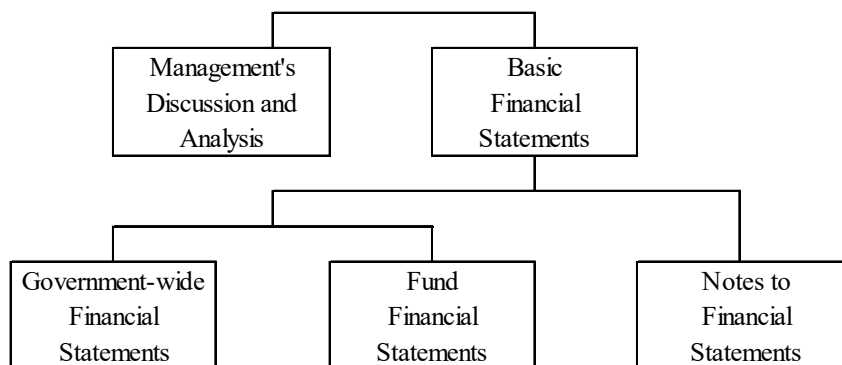 Management's
Discussion and
Analysis
Basic
Financial
Statements
Government-wide
Financial
Statements
Fund
Financial
Statements
Notes to
Financial
Statements